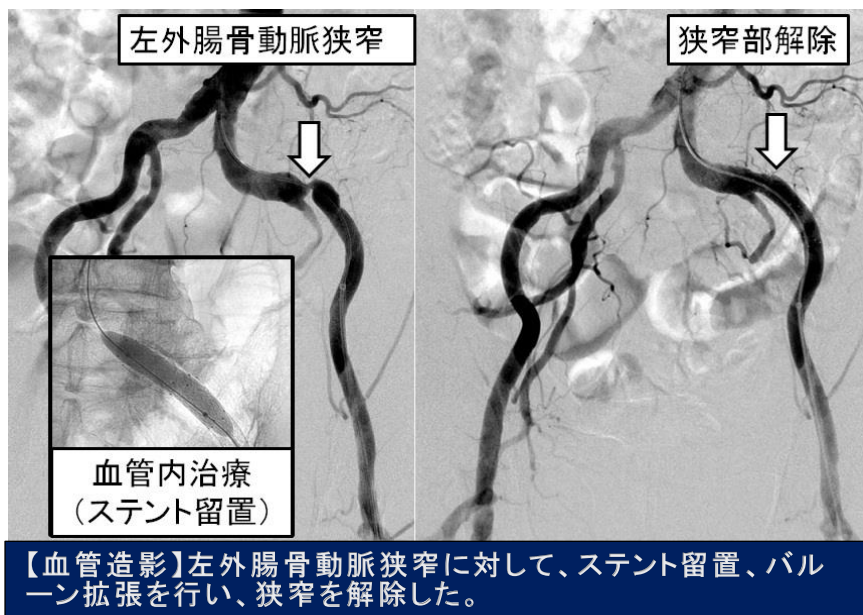 左外腸骨動脈狭窄
狭窄部解除
血管内治療
（ステント留置）
【血管造影】左外腸骨動脈狭窄に対して、ステント留置、バル
ーン拡張を行い、狭窄を解除した。